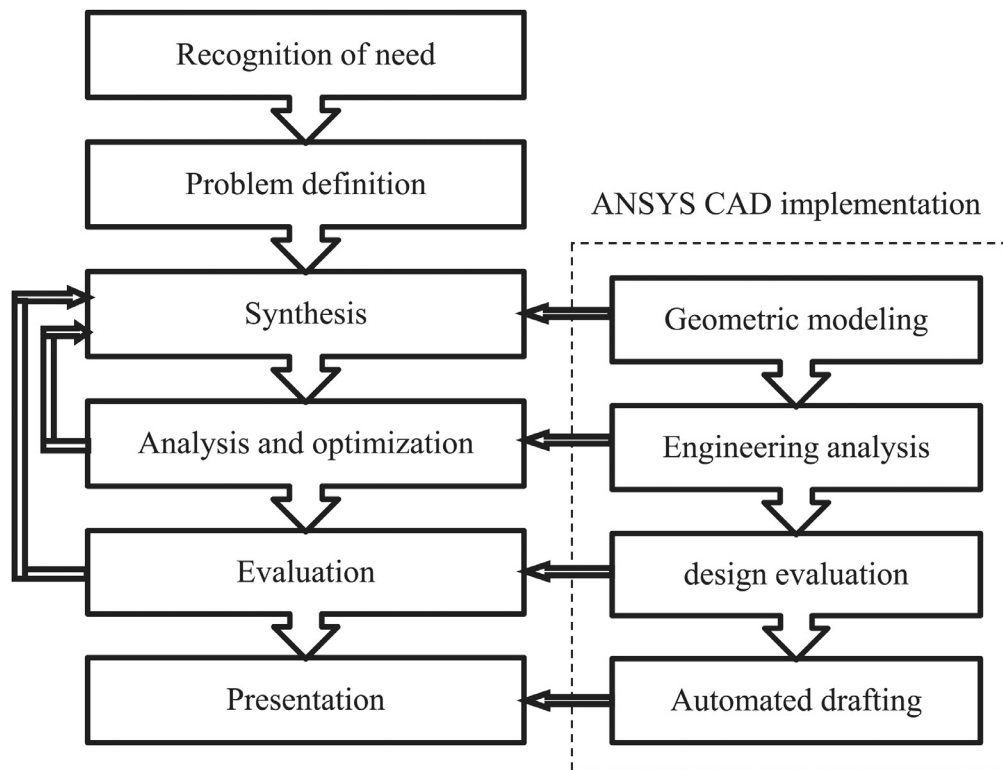 Recognition of need
Problem definition
Synthesis
Analysis and optimization
Evaluation
Presentation
ANSYS CAD implementation
Geometric modeling
Engineering analysis
design evaluation
Automated drafting